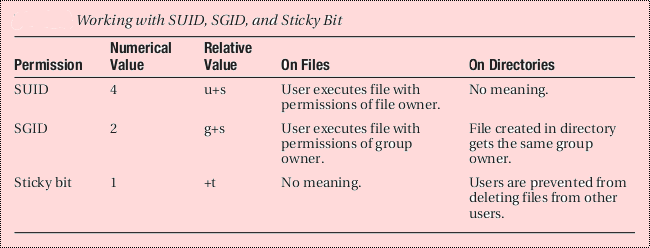 Working with SUID, SGID, and Sticky Bit
Numerical Relative
Permission Value Value On Files On Directories
SUID 4 u+s User executes file with No meaning.
permissions of file owner.
SGID 2 g+s User executes file with File created in directory
permissions of group gets the same group
owner. owner.
Sticky bit 1 +t No meaning. Users are prevented from
deleting files from other
users.